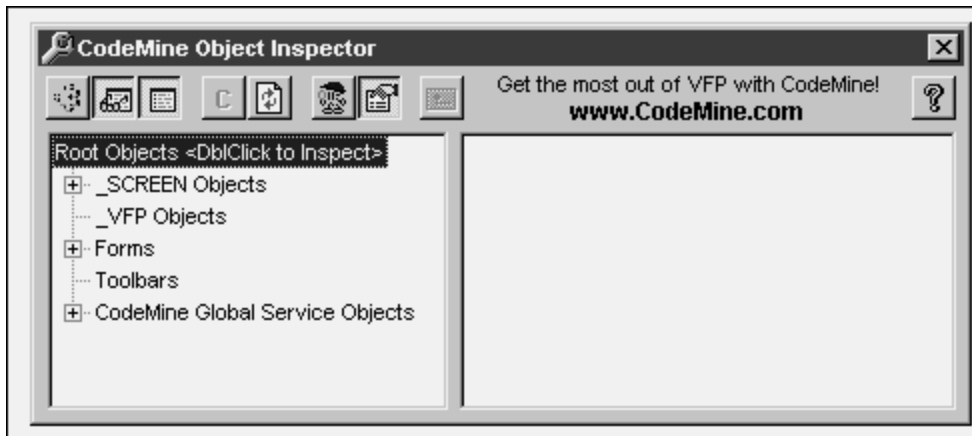 CodeMine Object Inspector
C
Get the most out of VFP with CodeMine!
www.CodeMine.com
?
Root Objects <DblClick to Inspect>
_SCREEN Objects
_VFP Objects
Forms
Toolbars
CodeMine Global Service Objects